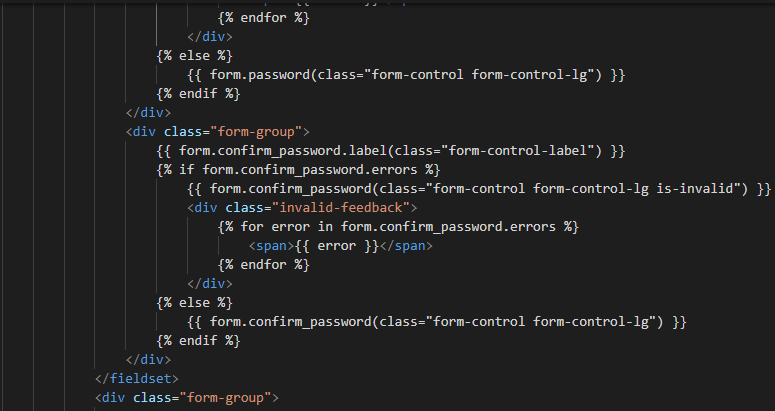 {% endfor %}
</div>
{% else %}
{{ form.password(class="form-control form-control-lg") }}
{% endif %}
</div>
<div class="form-group">
{{ form.confirm_password.label(class="form-control-label") }}
{% if form.confirm_password.errors %}
{{ form.confirm_password(class="form-control form-control-lg is-invalid") }}
<div class="invalid-feedback">
{% for error in form.confirm_password.errors %}
<span>{{ error }}</span>
{% endfor %}
</div>
{% else %}
{{ form.confirm_password(class="form-control form-control-lg") }}
{% endif %}
</div>
</fieldset>
<div class="form-group">